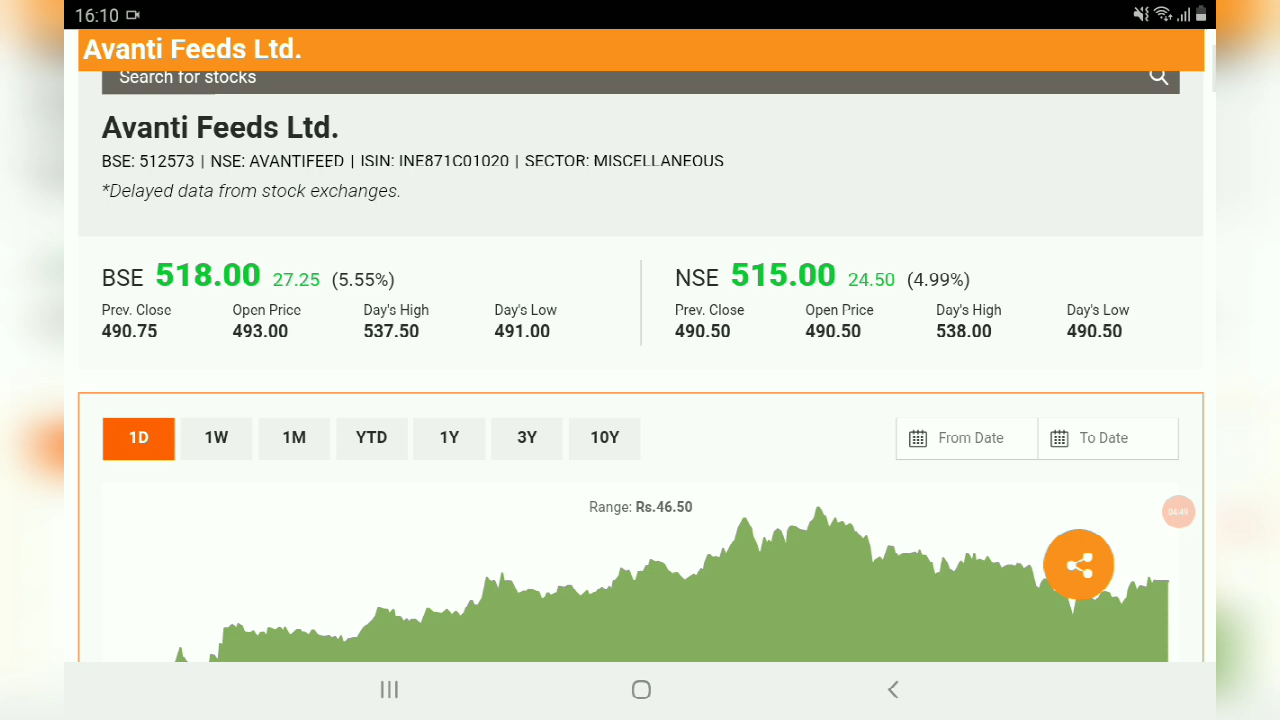 16:10
Avanti Feeds Ltd.
Search for stocks
Avanti Feeds Ltd.
BSE: 512573 | NSE: AVANTIFEED | ISIN: INE871C01020 | SECTOR: MISCELLANEOUS
*Delayed data from stock exchanges.
BSE 518.00 27.25 (5.55%)
Prev. Close Open Price Day's High Day's Low
490.75 493.00 537.50 491.00
NSE 515.00 24.50 (4.99%)
Prev. Close Open Price Day's High Day's Low
490.50 490.50 538.00 490.50
1D 1W 1M YTD 1Y 3Y 10Y
From Date To Date
Range: Rs.46.50